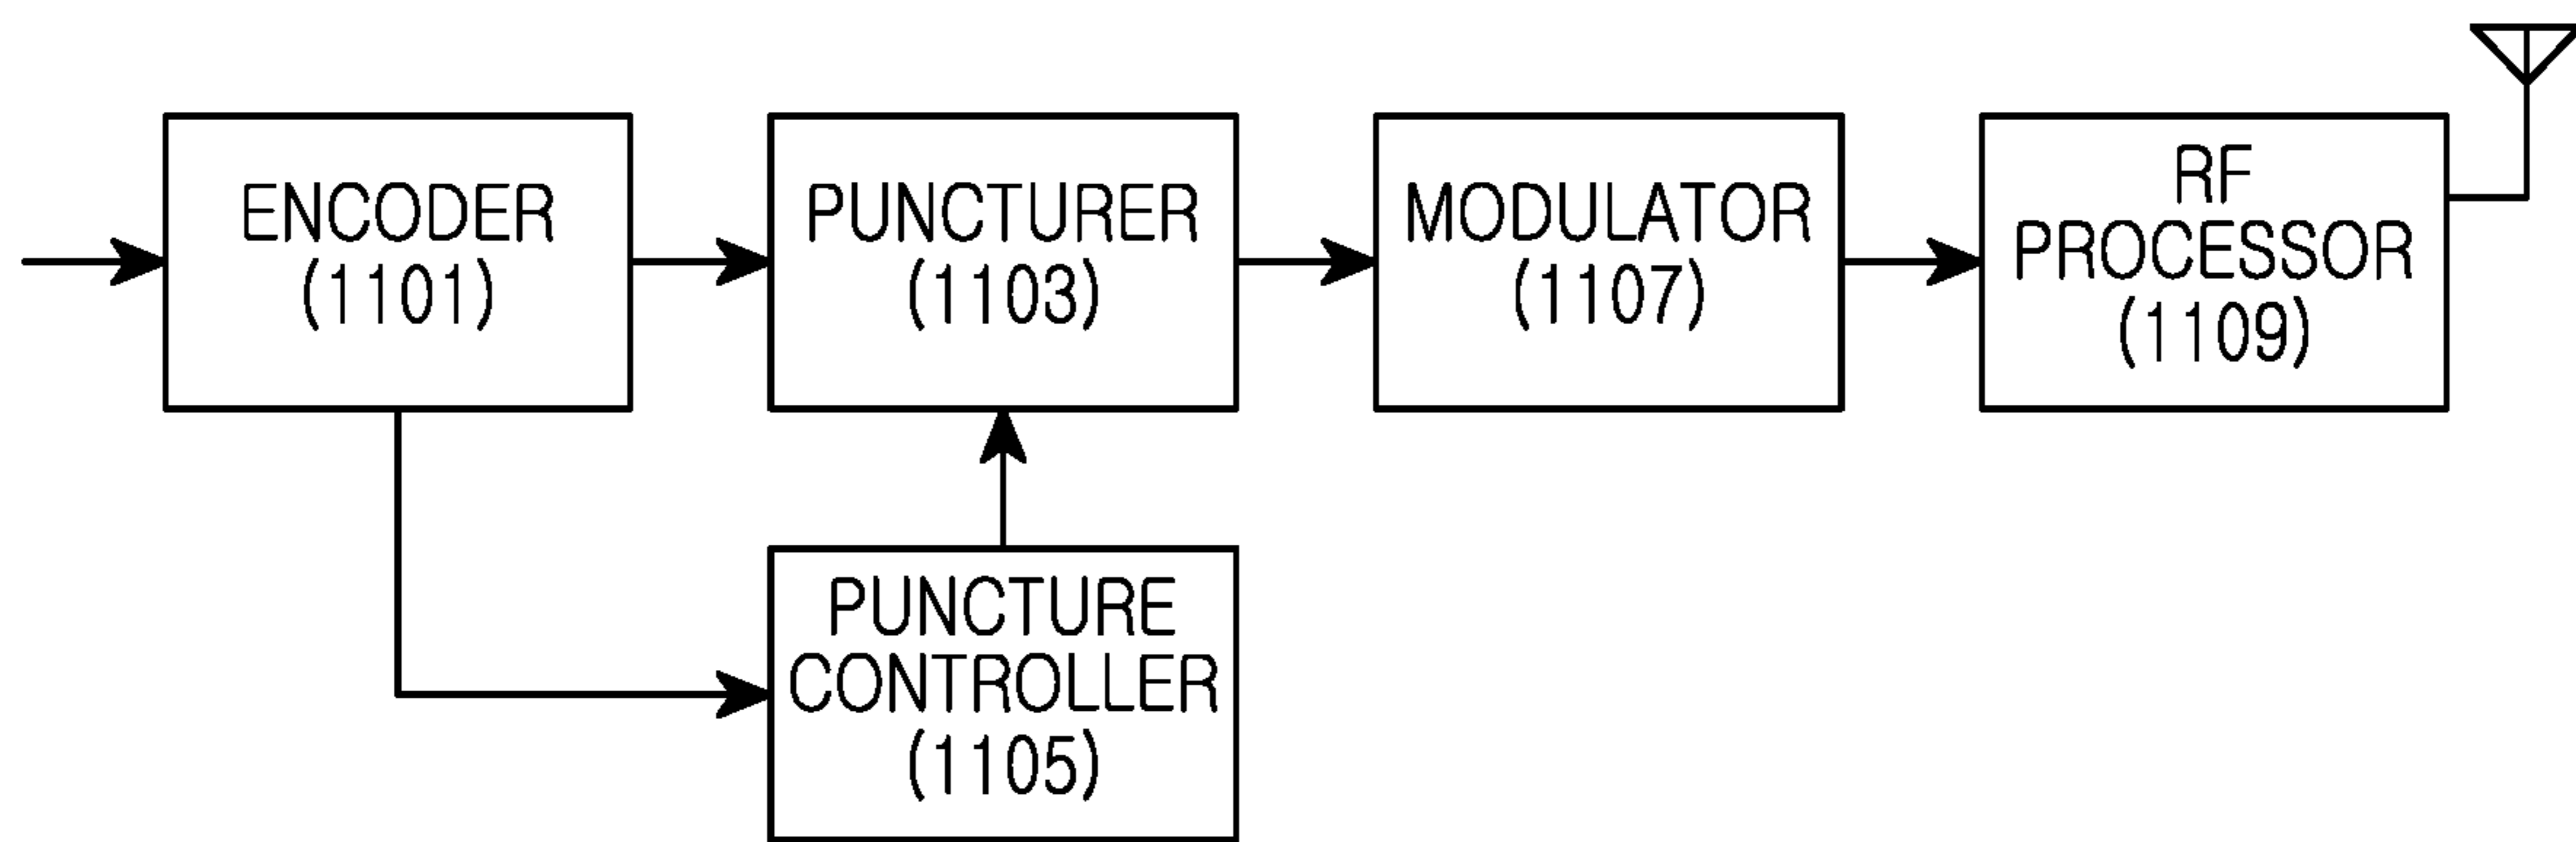 ENCODER
(1101)
PUNCTURER
(1103)
MODULATOR
(1107)
RF
PROCESSOR
(1109)
PUNCTURE
CONTROLLER
(1105)